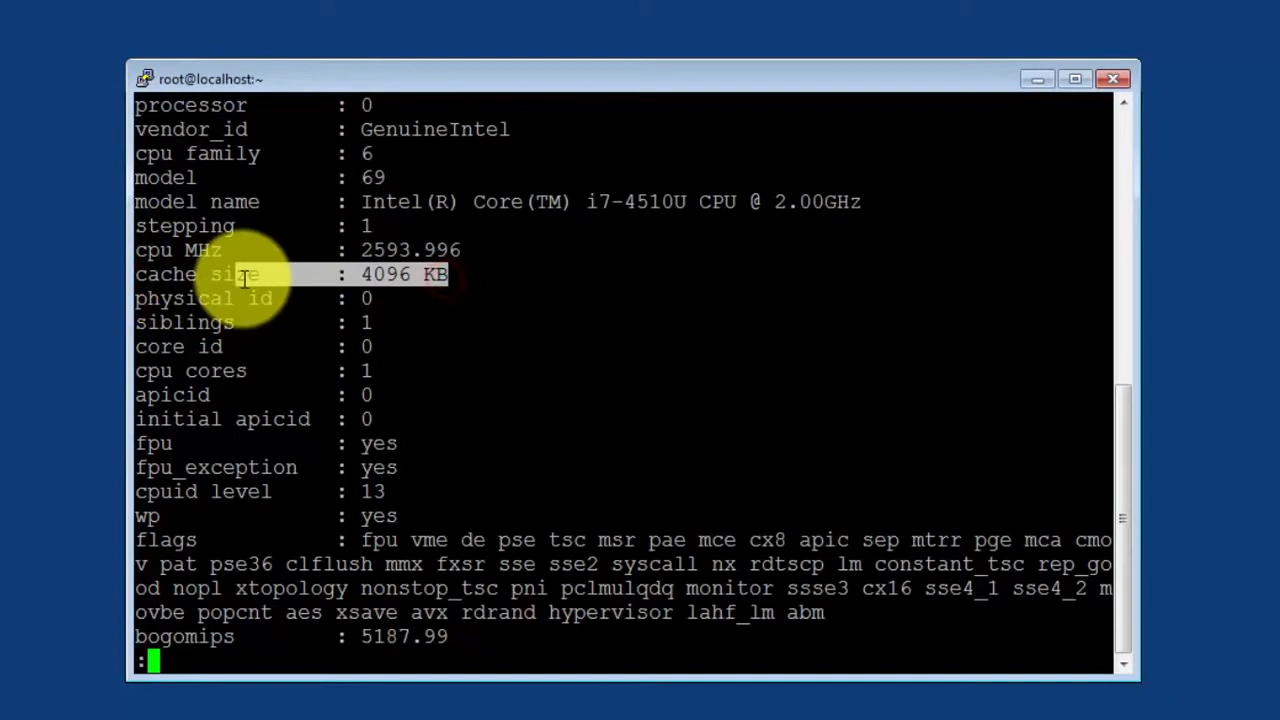 root@localhost:~
processor : 0
vendor_id : GenuineIntel
cpu family : 6
model : 69
model name : Intel(R) Core(TM) i7-4510U CPU @ 2.00GHz
stepping : 1
cpu MHz : 2593.996
cache size : 4096 KB
physical id : 0
siblings : 1
core id : 0
cpu cores : 1
apicid : 0
initial apicid : 0
fpu : yes
fpu_exception : yes
cpuid level : 13
wp : yes
flags : fpu vme de pse tsc msr pae mce cx8 apic sep mtrr pge mca cmo
v pat pse36 clflush mmx fxsr sse sse2 syscall nx rdtscp lm constant_tsc rep_go
od nopl xtopology nonstop_tsc pni pclmulqdq monitor ssse3 cx16 sse4_1 sse4_2 m
ovbe popcnt aes xsave avx rdrand hypervisor lahf_lm abm
bogomips : 5187.99
: